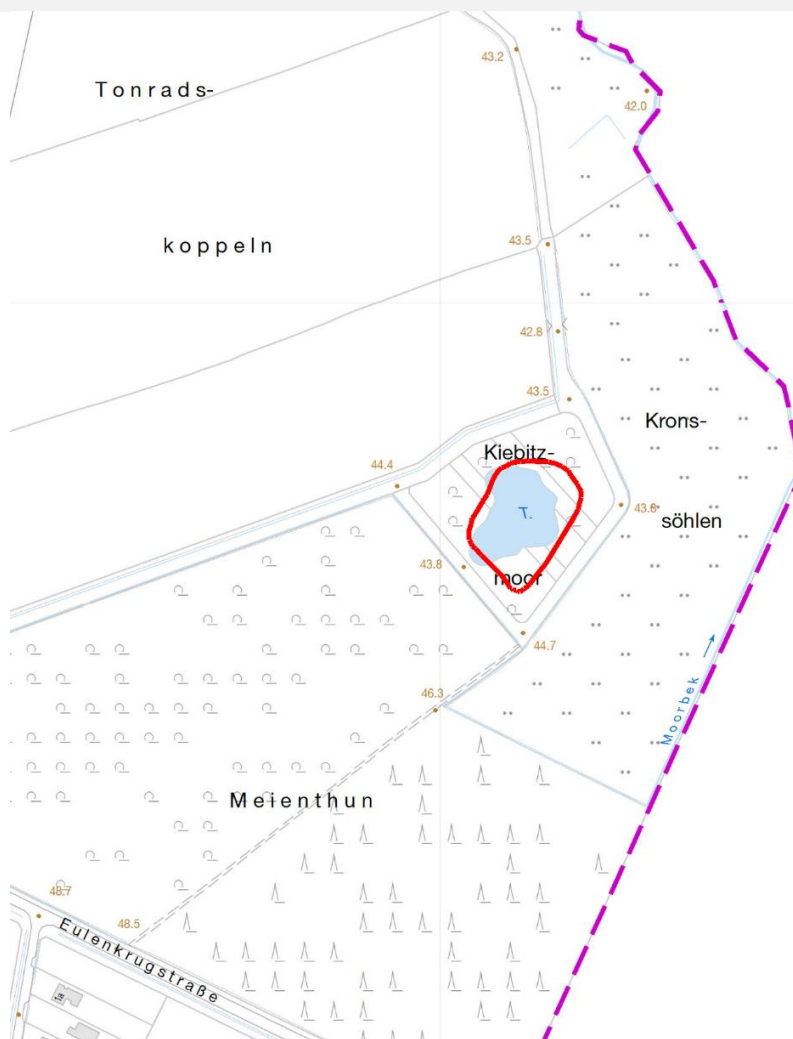 43.2
Tonrads-
42.0
43.5
koppeln
42.8
43.5
Krons-
Kiebitz-
44.4
43.6
T.
söhlen
43.8
moor
44.7
46.3
Moorbek
Meienthun
48.7
48.5
Eulenkrugstraße
1a